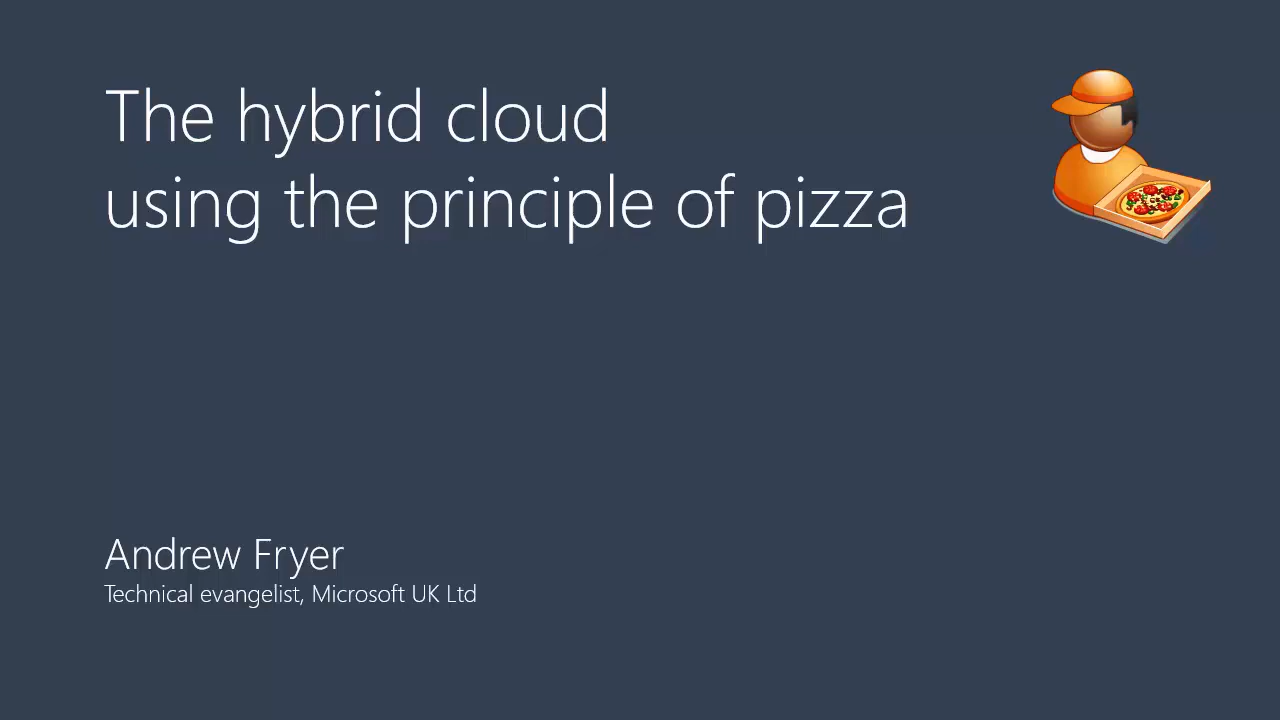 The hybrid cloud
using the principle of pizza
Andrew Fryer
Technical evangelist, Microsoft UK Ltd